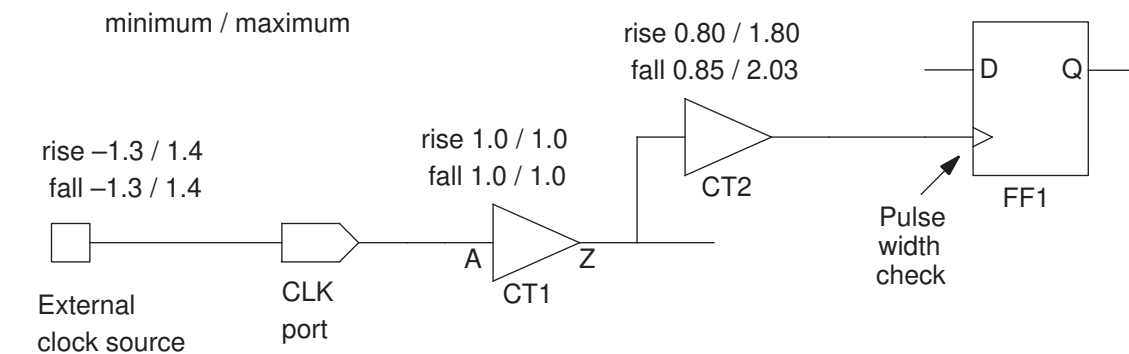 minimum / maximum
rise 0.80 / 1.80
fall 0.85 / 2.03
D
Q
rise –1.3 / 1.4
fall –1.3 / 1.4
rise 1.0 / 1.0
fall 1.0 / 1.0
CT2
FF1
Pulse
width
check
A
Z
CT1
CLK
port
External
clock source